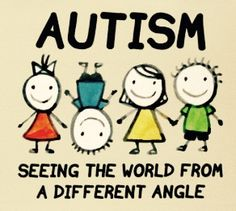 AUTISM
SEEING THE WORLD FROM
A DIFFERENT ANGLE